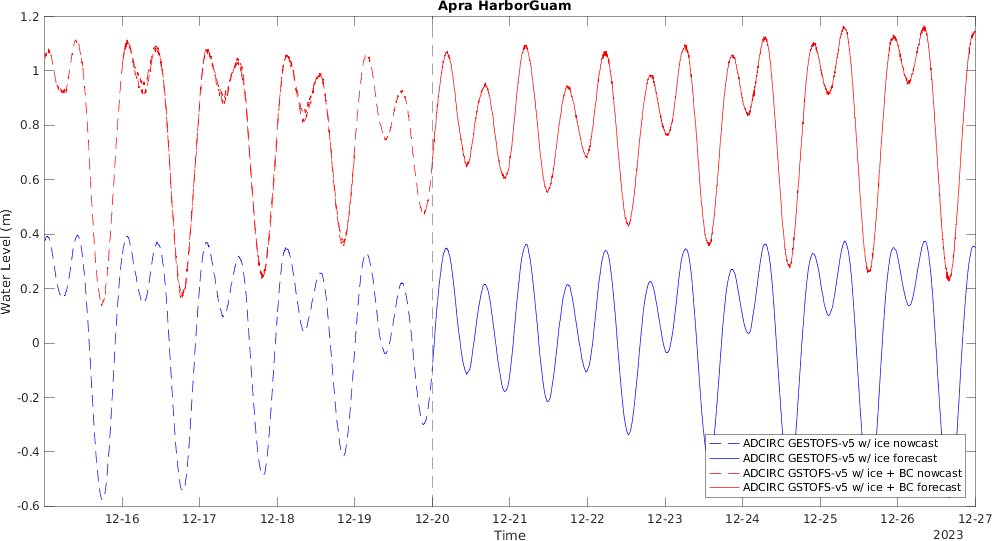 Apra HarborGuam
Water Level (m)
1.2
1
0.8
0.6
0.4
0.2
0
-0.2
-0.4
-0.6
ADCIRC GESTOFS-v5 w/ ice nowcast
ADCIRC GESTOFS-v5 w/ ice forecast
ADCIRC GSTOFS-v5 w/ ice + BC nowcast
ADCIRC GSTOFS-v5 w/ ice + BC forecast
12-16 12-17 12-18 12-19 12-20 12-21 12-22 12-23 12-24 12-25 12-26 12-27
Time
2023